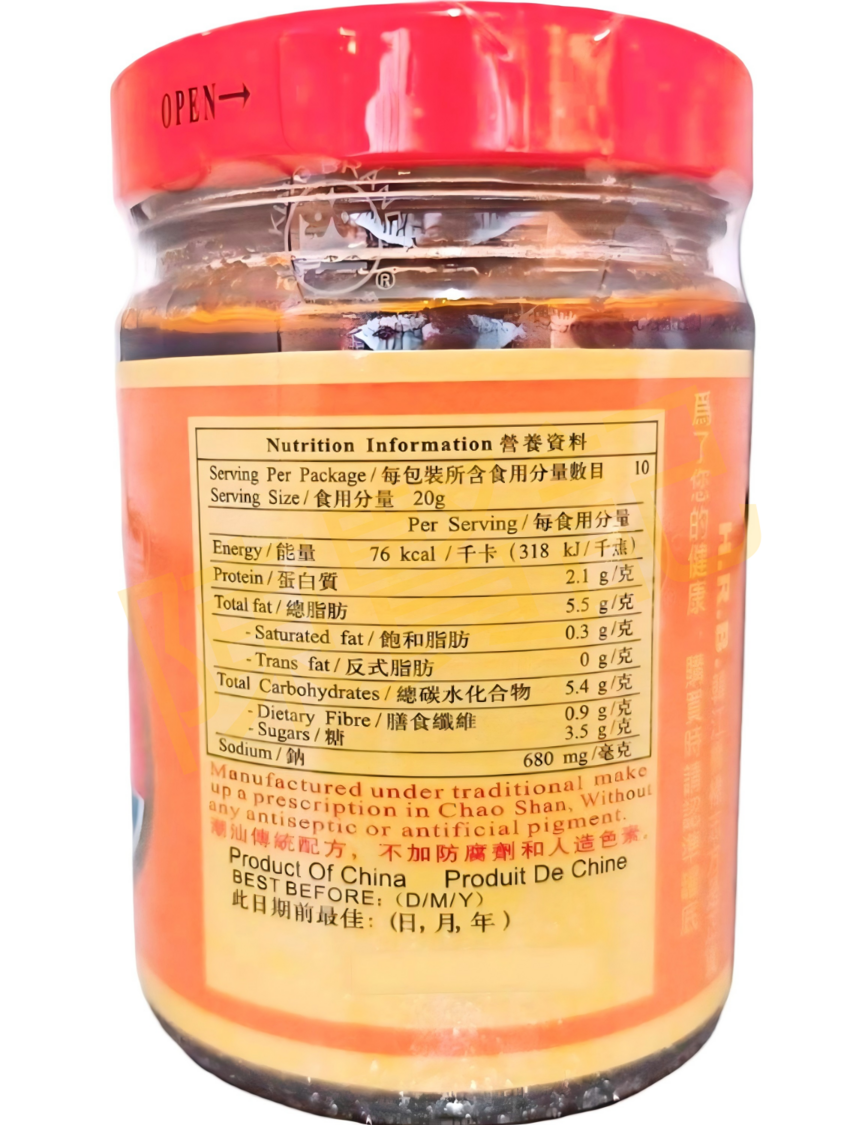 OPEN→
KING BRAND
®
Nutrition Information 營養資料
Serving Per Package / 每包裝所含食用分量數目 10
Serving Size / 食用分量 20g
Per Serving / 每食用分量
Energy / 能量 76 kcal / 千卡 (318 kJ / 千焦)
Protein / 蛋白質 2.1 g/克
Total fat / 總脂肪 5.5 g/克
- Saturated fat / 飽和脂肪 0.3 g/克
- Trans fat / 反式脂肪 0 g/克
Total Carbohydrates / 總碳水化合物 5.4 g/克
- Dietary Fibre / 膳食纖維 0.9 g/克
- Sugars / 糖 3.5 g/克
Sodium / 鈉 680 mg/毫克
Manufactured under traditional make
up a prescription in Chao Shan, Without
any antiseptic or antificial pigment.
潮汕傳統配方，不加防腐劑和人造色素。
Product Of China Produit De Chine
BEST BEFORE:（D/M/Y）
此日期前最佳：(日, 月, 年 )
爲了您的健康 購買時請認準